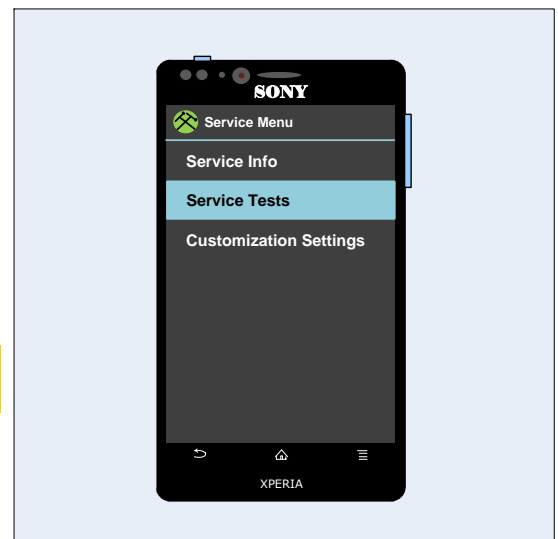 SONY
Service Menu
Service Info
Service Tests
Customization Settings
XPERIA